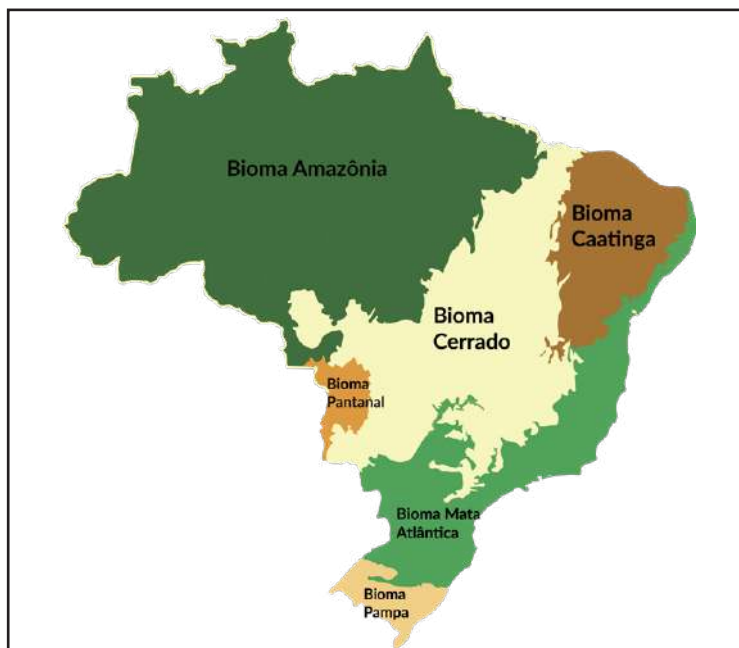 Bioma Amazônia
Bioma
Caatinga
Bioma
Cerrado
Bioma
Pantanal
Bioma Mata
Atlântica
Bioma
Pampa